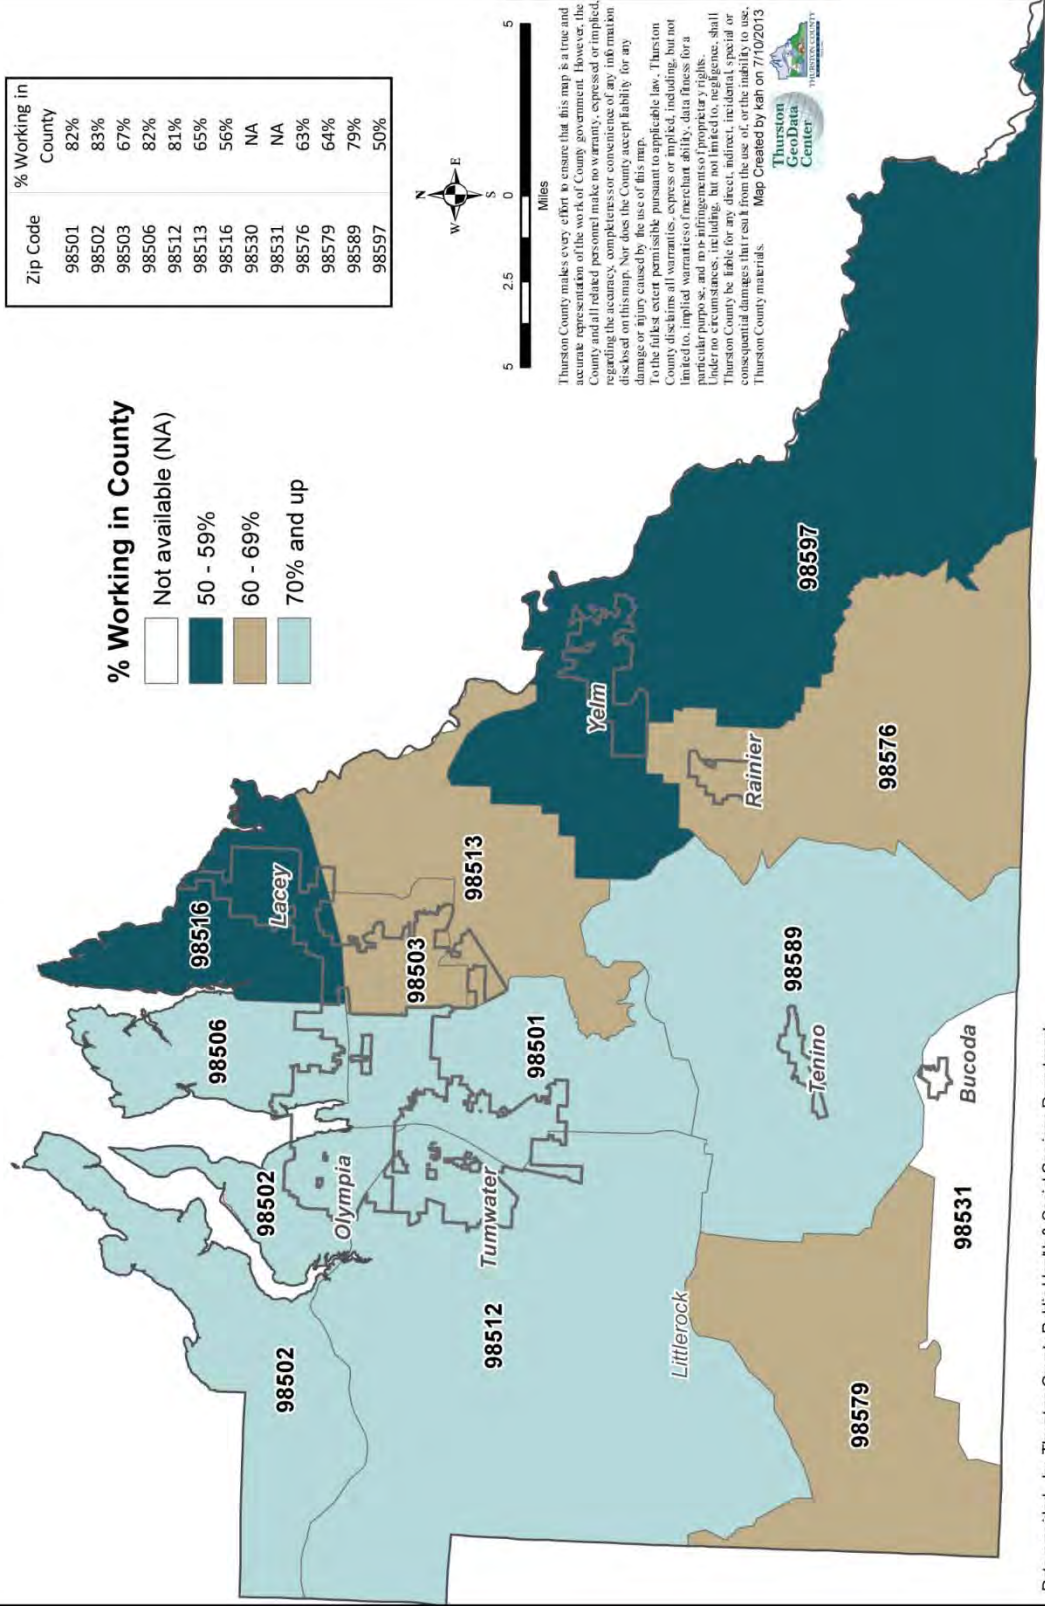 % Working in County
Not available (NA)
50 - 59%
60 - 69%
70% and up
Zip Code % Working in County
98501 82%
98502 83%
98503 67%
98506 82%
98512 81%
98513 65%
98516 56%
98530 NA
98531 NA
98576 63%
98579 64%
98589 79%
98597 50%
N
W E
S
5 2.5 0 5
Miles
Thurston County makes every effort to ensure that this map is a true and
accurate representation of the work of County government. However, the
County and all related personnel make no warranty, expressed or implied,
regarding the accuracy, completeness or convenience of any information
disclosed on this map. Nor does the County accept liability for any
damage or injury caused by the use of this map.
To the fullest extent permissible pursuant to applicable law, Thurston
County disclaims all warranties, express or implied, including, but not
limited to, implied warranties of merchant ability, data fitness for a
particular purpose, and non-infringements of proprietary rights.
Under no circumstances, including, but not limited to, negligence, shall
Thurston County be liable for any direct, indirect, incidental, special or
consequential damages that result from the use of, or the inability to use,
Thurston County materials. Map Created by kah on 7/10/2013
Thurston
GeoData
Center
THURSTON COUNTY
98502
98502
98506
98516
Lacey
Olympia
98503
98513
Tumwater
98512
98501
Yelm
Littlerock
Rainier
98597
98589
Tenino
98579
98576
98531
Bucoda